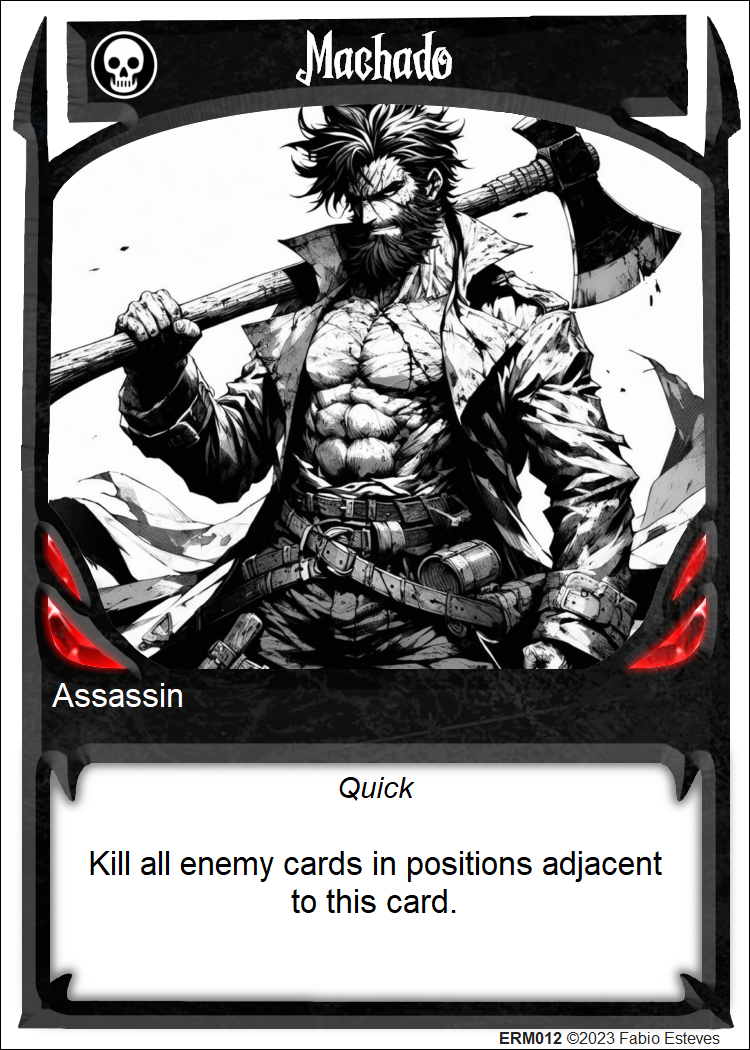 Machado
Assassin
Quick
Kill all enemy cards in positions adjacent
to this card.
ERM012 ©2023 Fabio Esteves